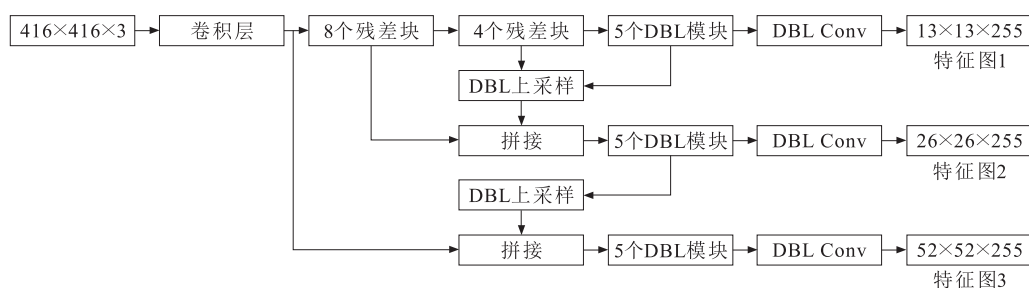 416×416×3
卷积层
8个残差块
4个残差块
5个DBL模块
DBL Conv
13×13×255
特征图1
DBL上采样
拼接
5个DBL模块
DBL Conv
26×26×255
特征图2
DBL上采样
拼接
5个DBL模块
DBL Conv
52×52×255
特征图3